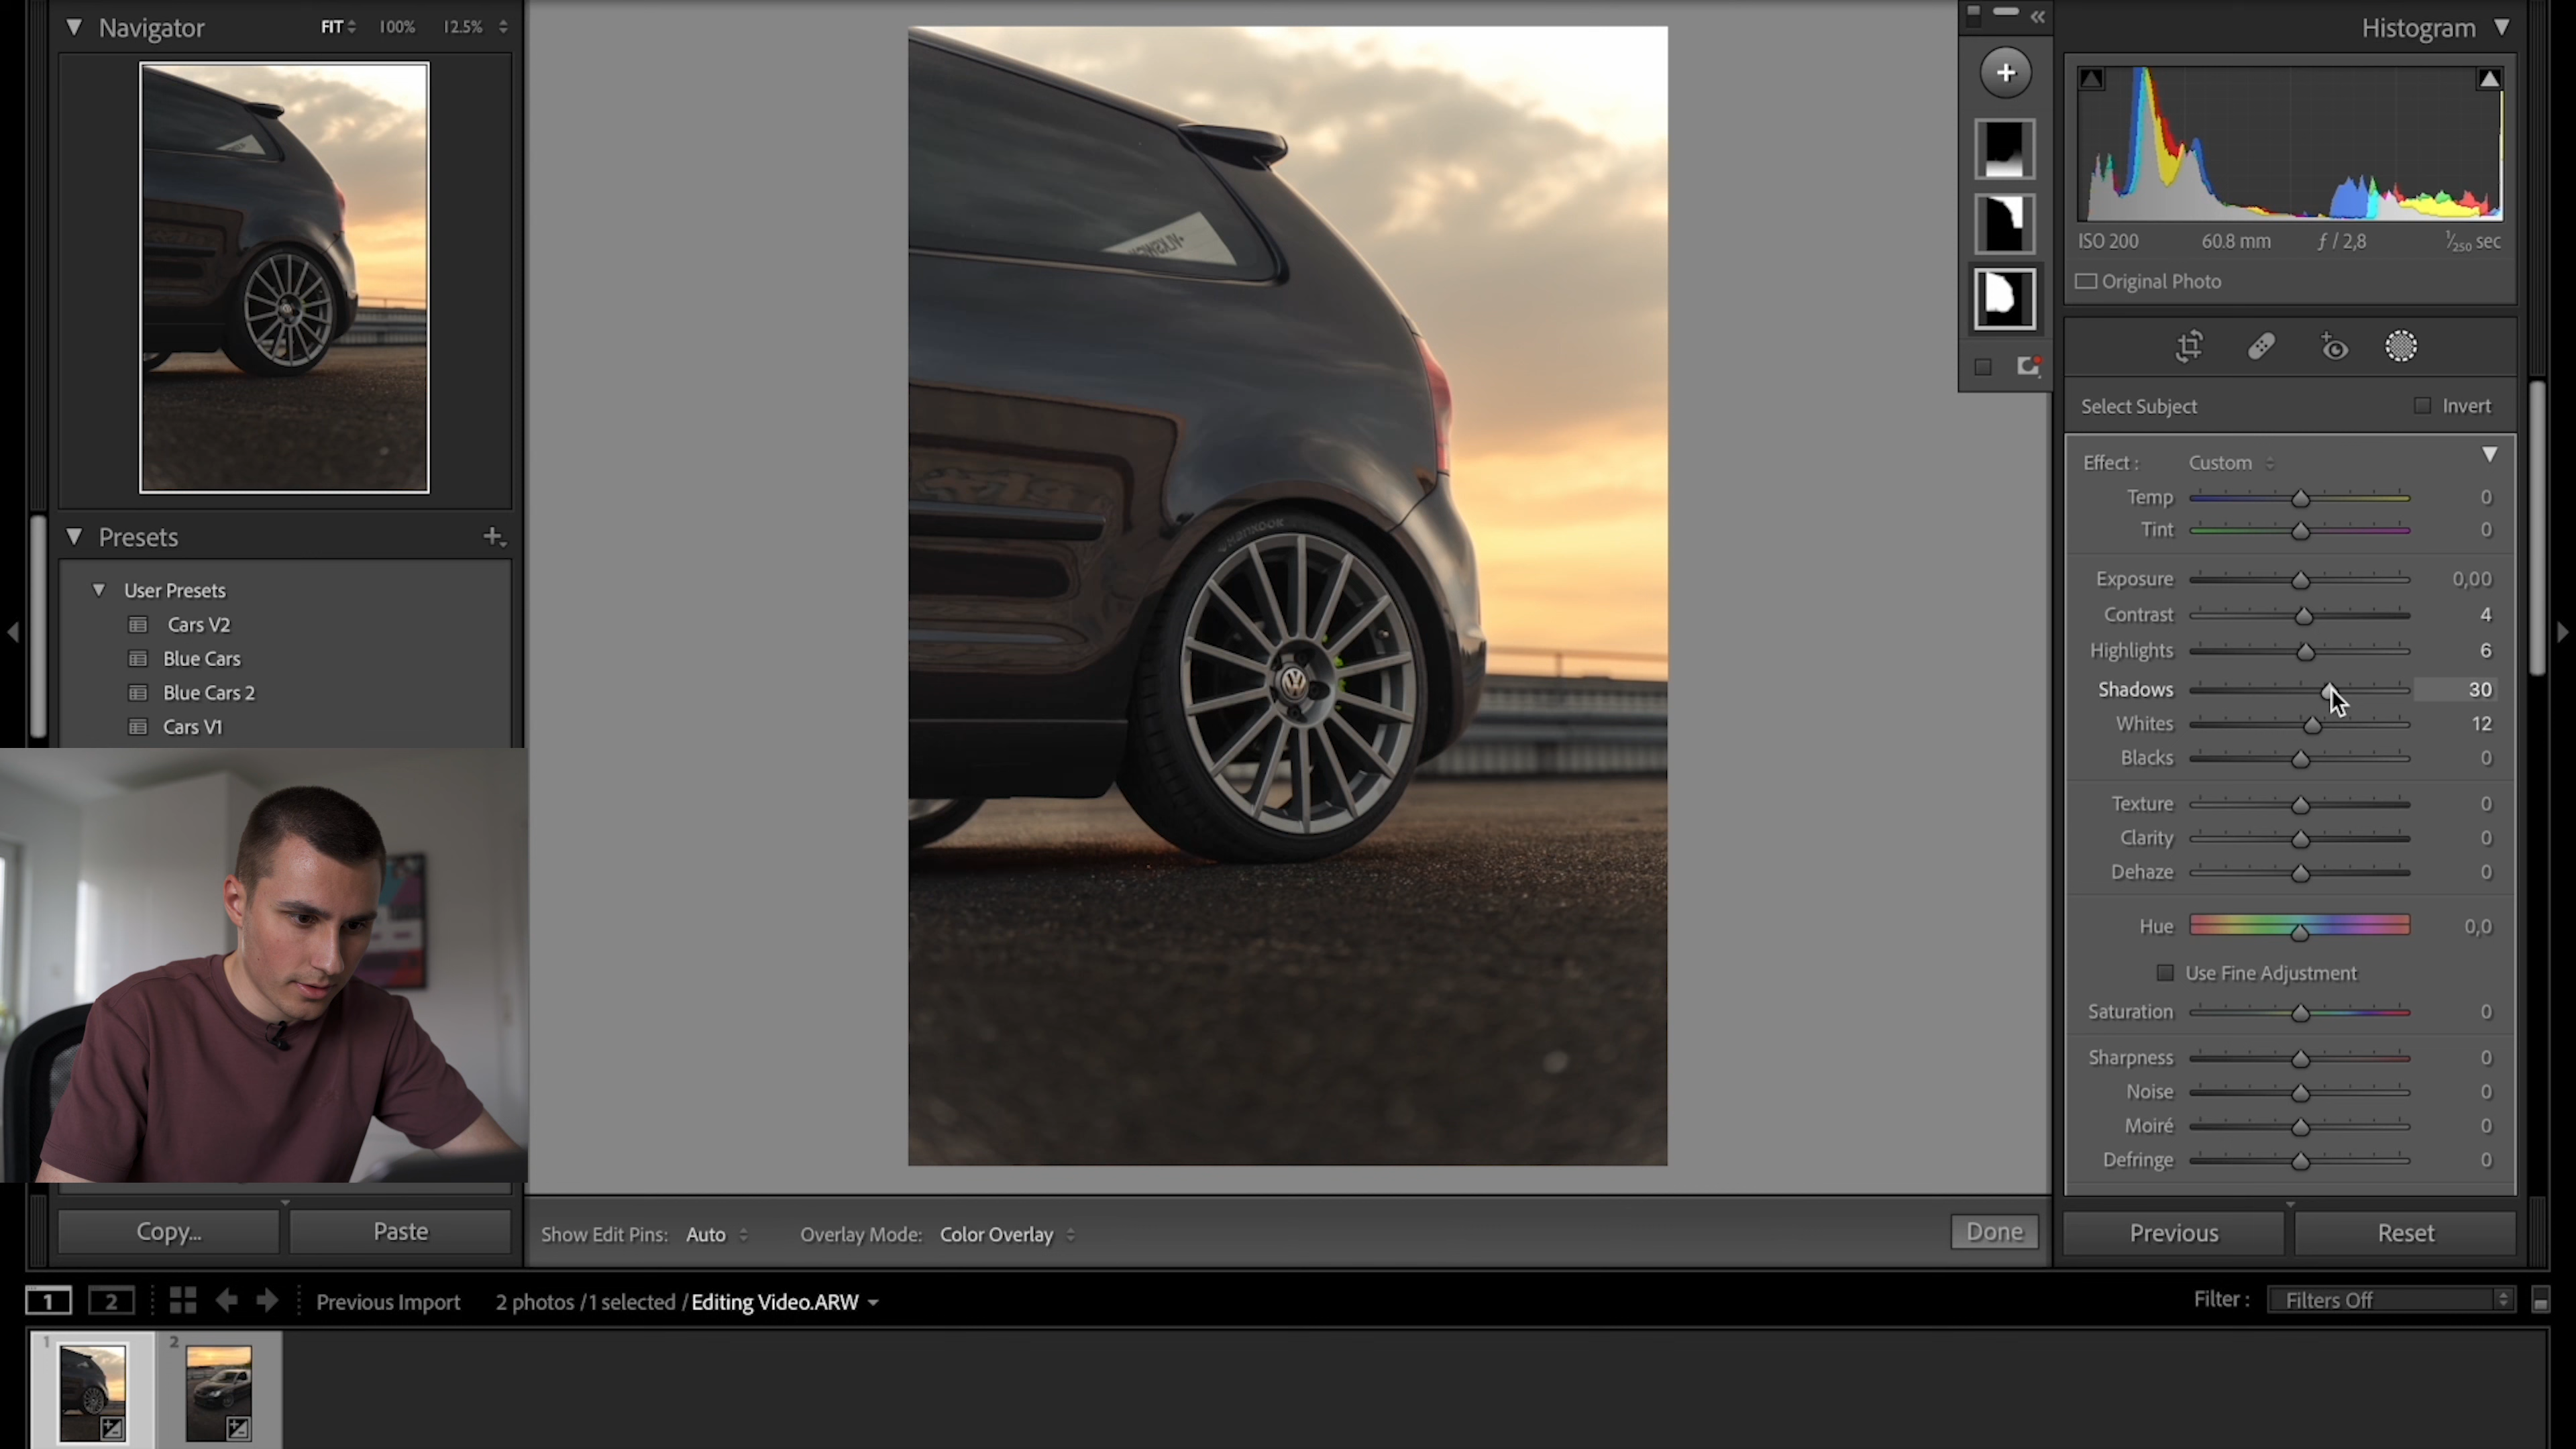 Navigator
FIT
100%
12.5%
Presets
User Presets
Cars V2
Blue Cars
Blue Cars 2
Cars V1
Hankook
Histogram
ISO 200
60.8 mm
ƒ / 2,8
1/250 sec
Original Photo
Select Subject
Invert
Effect :
Custom
Temp 0
Tint 0
Exposure 0,00
Contrast 4
Highlights 6
Shadows 30
Whites 12
Blacks 0
Texture 0
Clarity 0
Dehaze 0
Hue 0,0
Use Fine Adjustment
Saturation 0
Sharpness 0
Noise 0
Moiré 0
Defringe 0
Copy...
Paste
Show Edit Pins: Auto
Overlay Mode: Color Overlay
Done
Previous
Reset
1
2
Previous Import
2 photos / 1 selected / Editing Video.ARW
Filter :
Filters Off
1
2